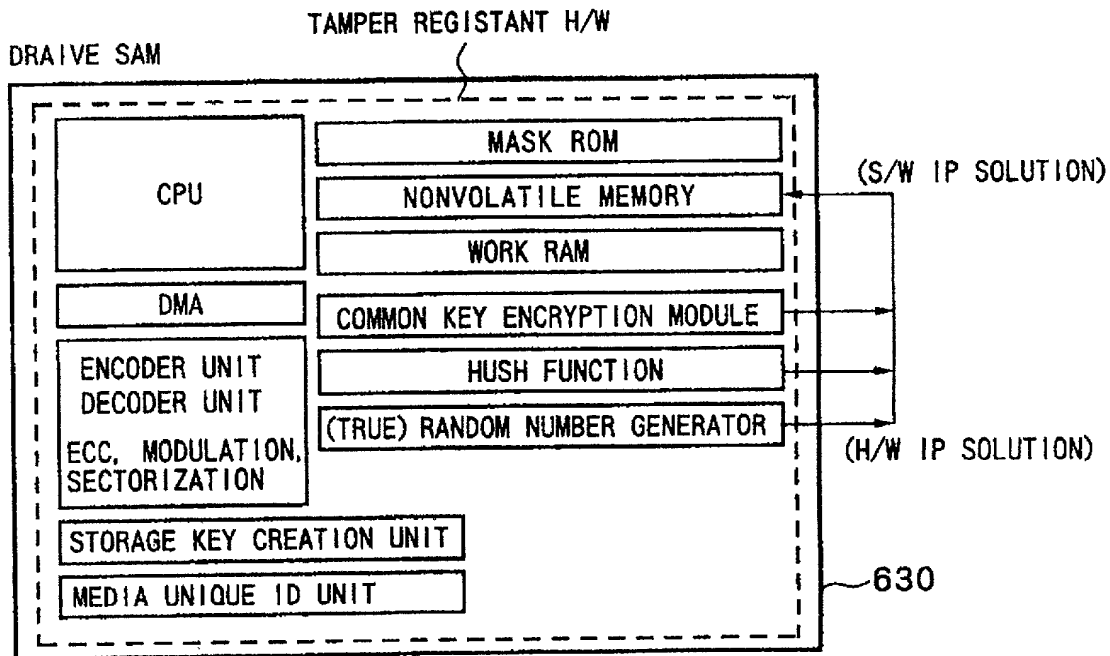 TAMPER REGISTANT H/W
DRAIVE SAM
CPU
DMA
ENCODER UNIT
DECODER UNIT
ECC, MODULATION,
SECTORIZATION
STORAGE KEY CREATION UNIT
MEDIA UNIQUE ID UNIT
MASK ROM
NONVOLATILE MEMORY
WORK RAM
COMMON KEY ENCRYPTION MODULE
HUSH FUNCTION
(TRUE) RANDOM NUMBER GENERATOR
(S/W IP SOLUTION)
(H/W IP SOLUTION)
630